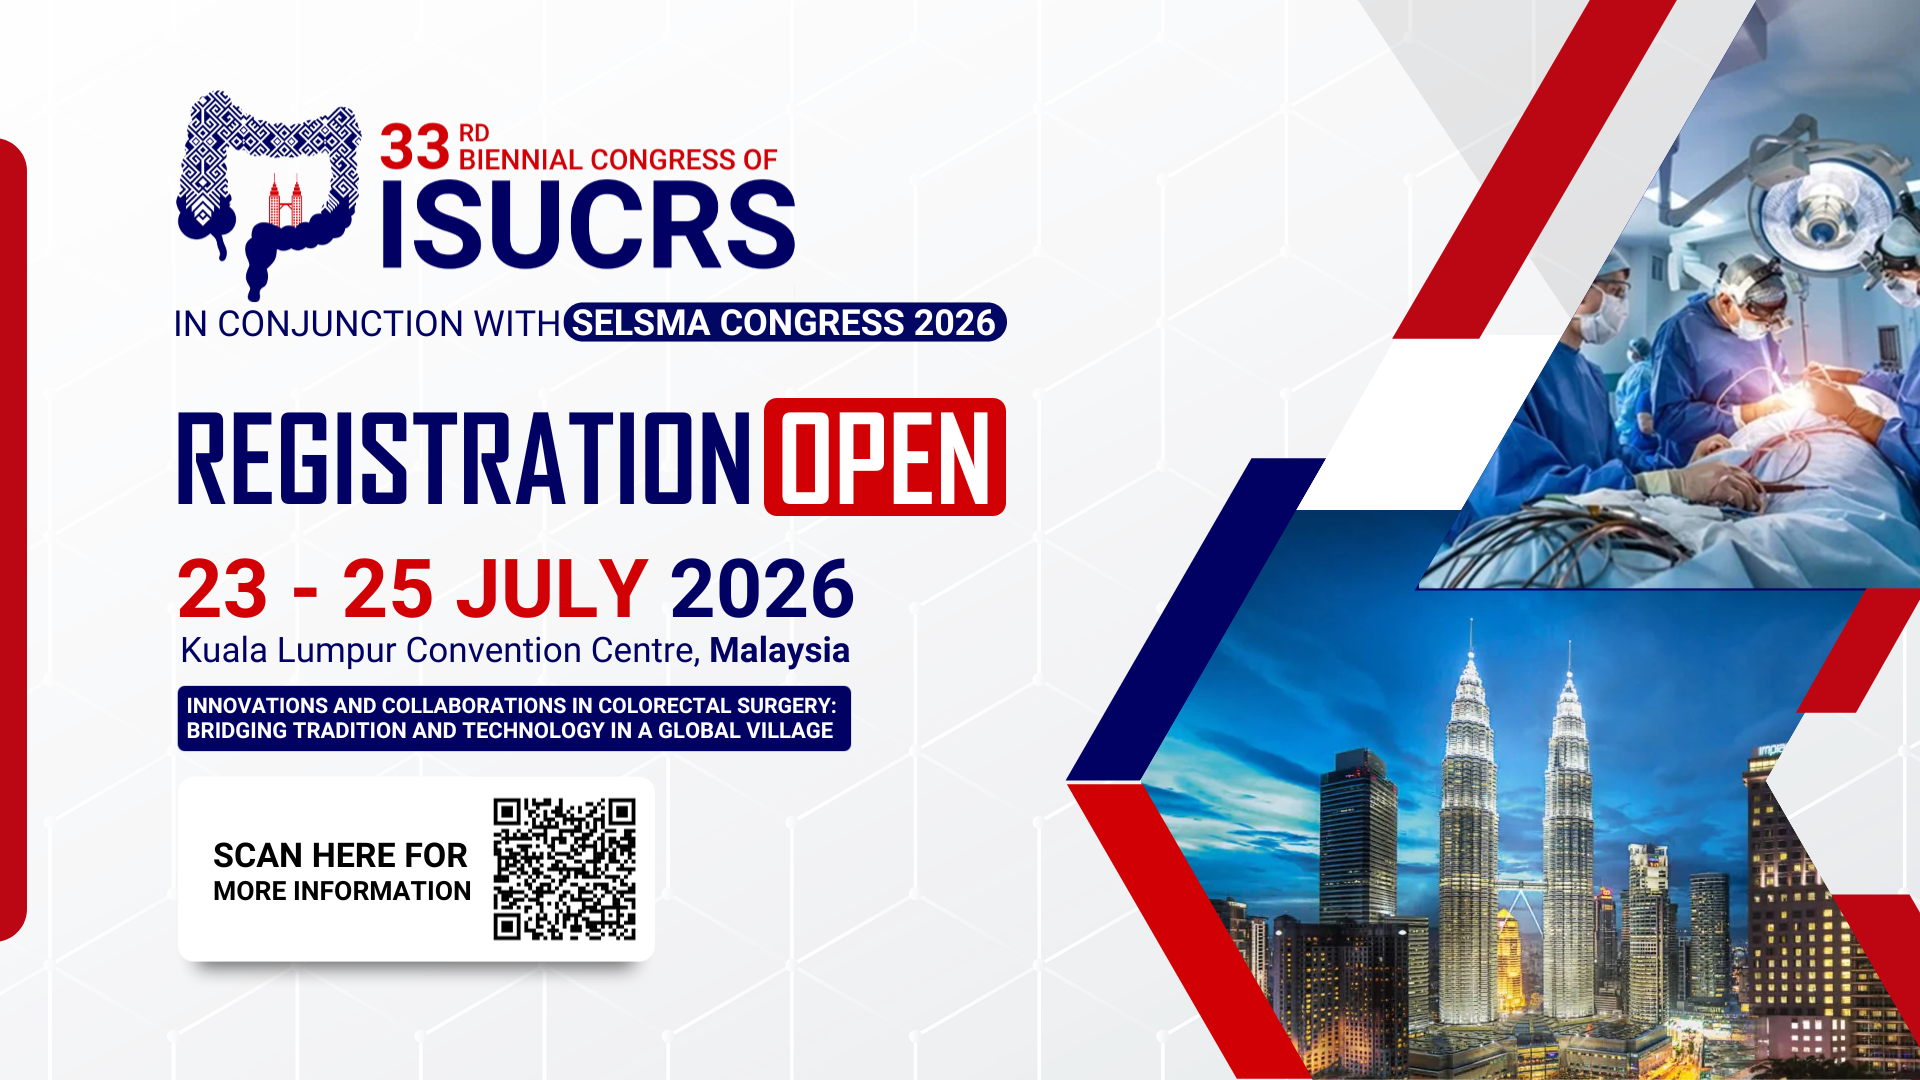 33 RD
BIENNIAL CONGRESS OF
ISUCRS
IN CONJUNCTION WITH SELSMA CONGRESS 2026
REGISTRATION OPEN
23 - 25 JULY 2026
Kuala Lumpur Convention Centre, Malaysia
INNOVATIONS AND COLLABORATIONS IN COLORECTAL SURGERY:
BRIDGING TRADITION AND TECHNOLOGY IN A GLOBAL VILLAGE
SCAN HERE FOR
MORE INFORMATION